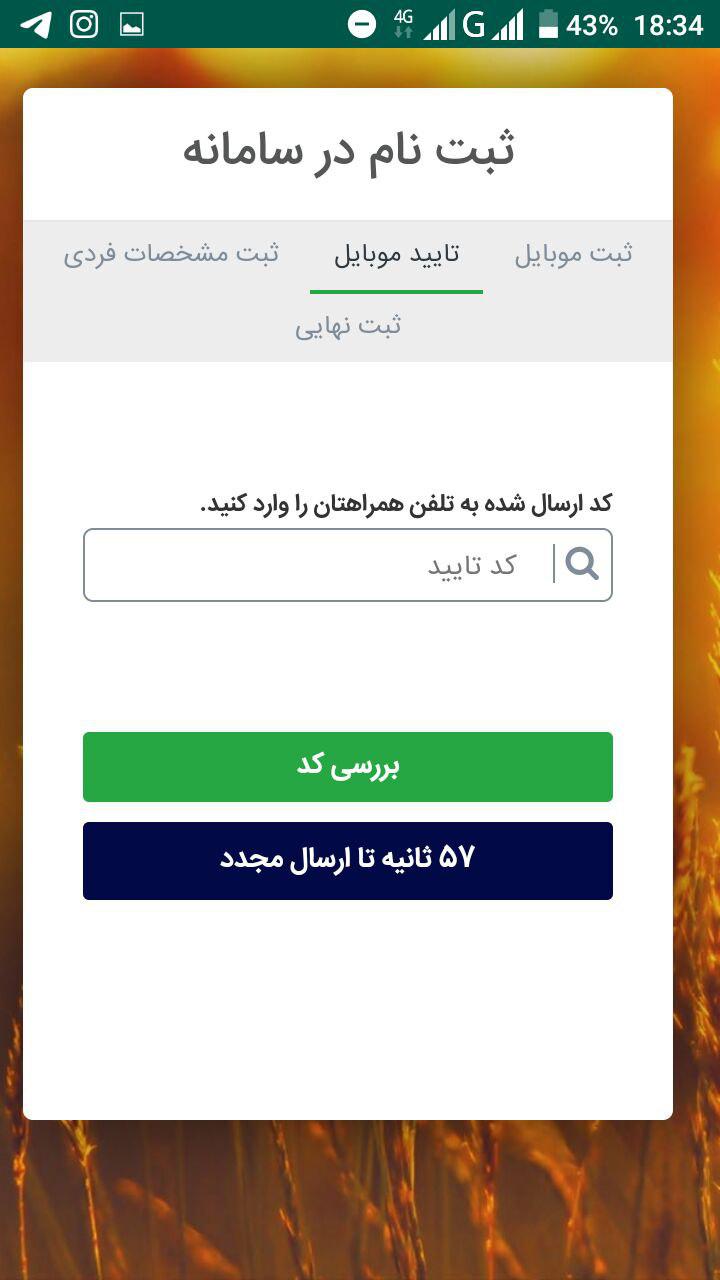 4G G 43% 18:34
ثبت نام در سامانه
ثبت موبایل تایید موبایل ثبت مشخصات فردی
ثبت نهایی
کد ارسال شده به تلفن همراهتان را وارد کنید.
کد تایید
بررسی کد
۵۷ ثانیه تا ارسال مجدد